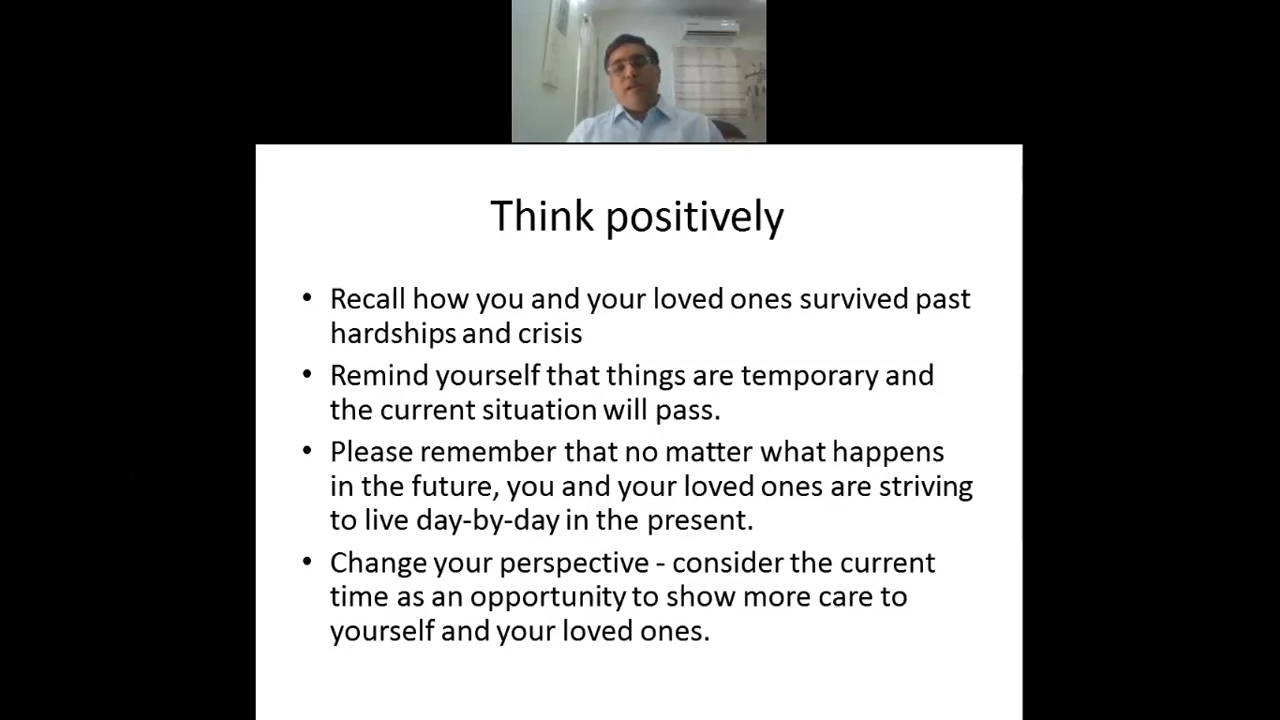 Think positively
• Recall how you and your loved ones survived past
hardships and crisis
• Remind yourself that things are temporary and
the current situation will pass.
• Please remember that no matter what happens
in the future, you and your loved ones are striving
to live day-by-day in the present.
• Change your perspective - consider the current
time as an opportunity to show more care to
yourself and your loved ones.